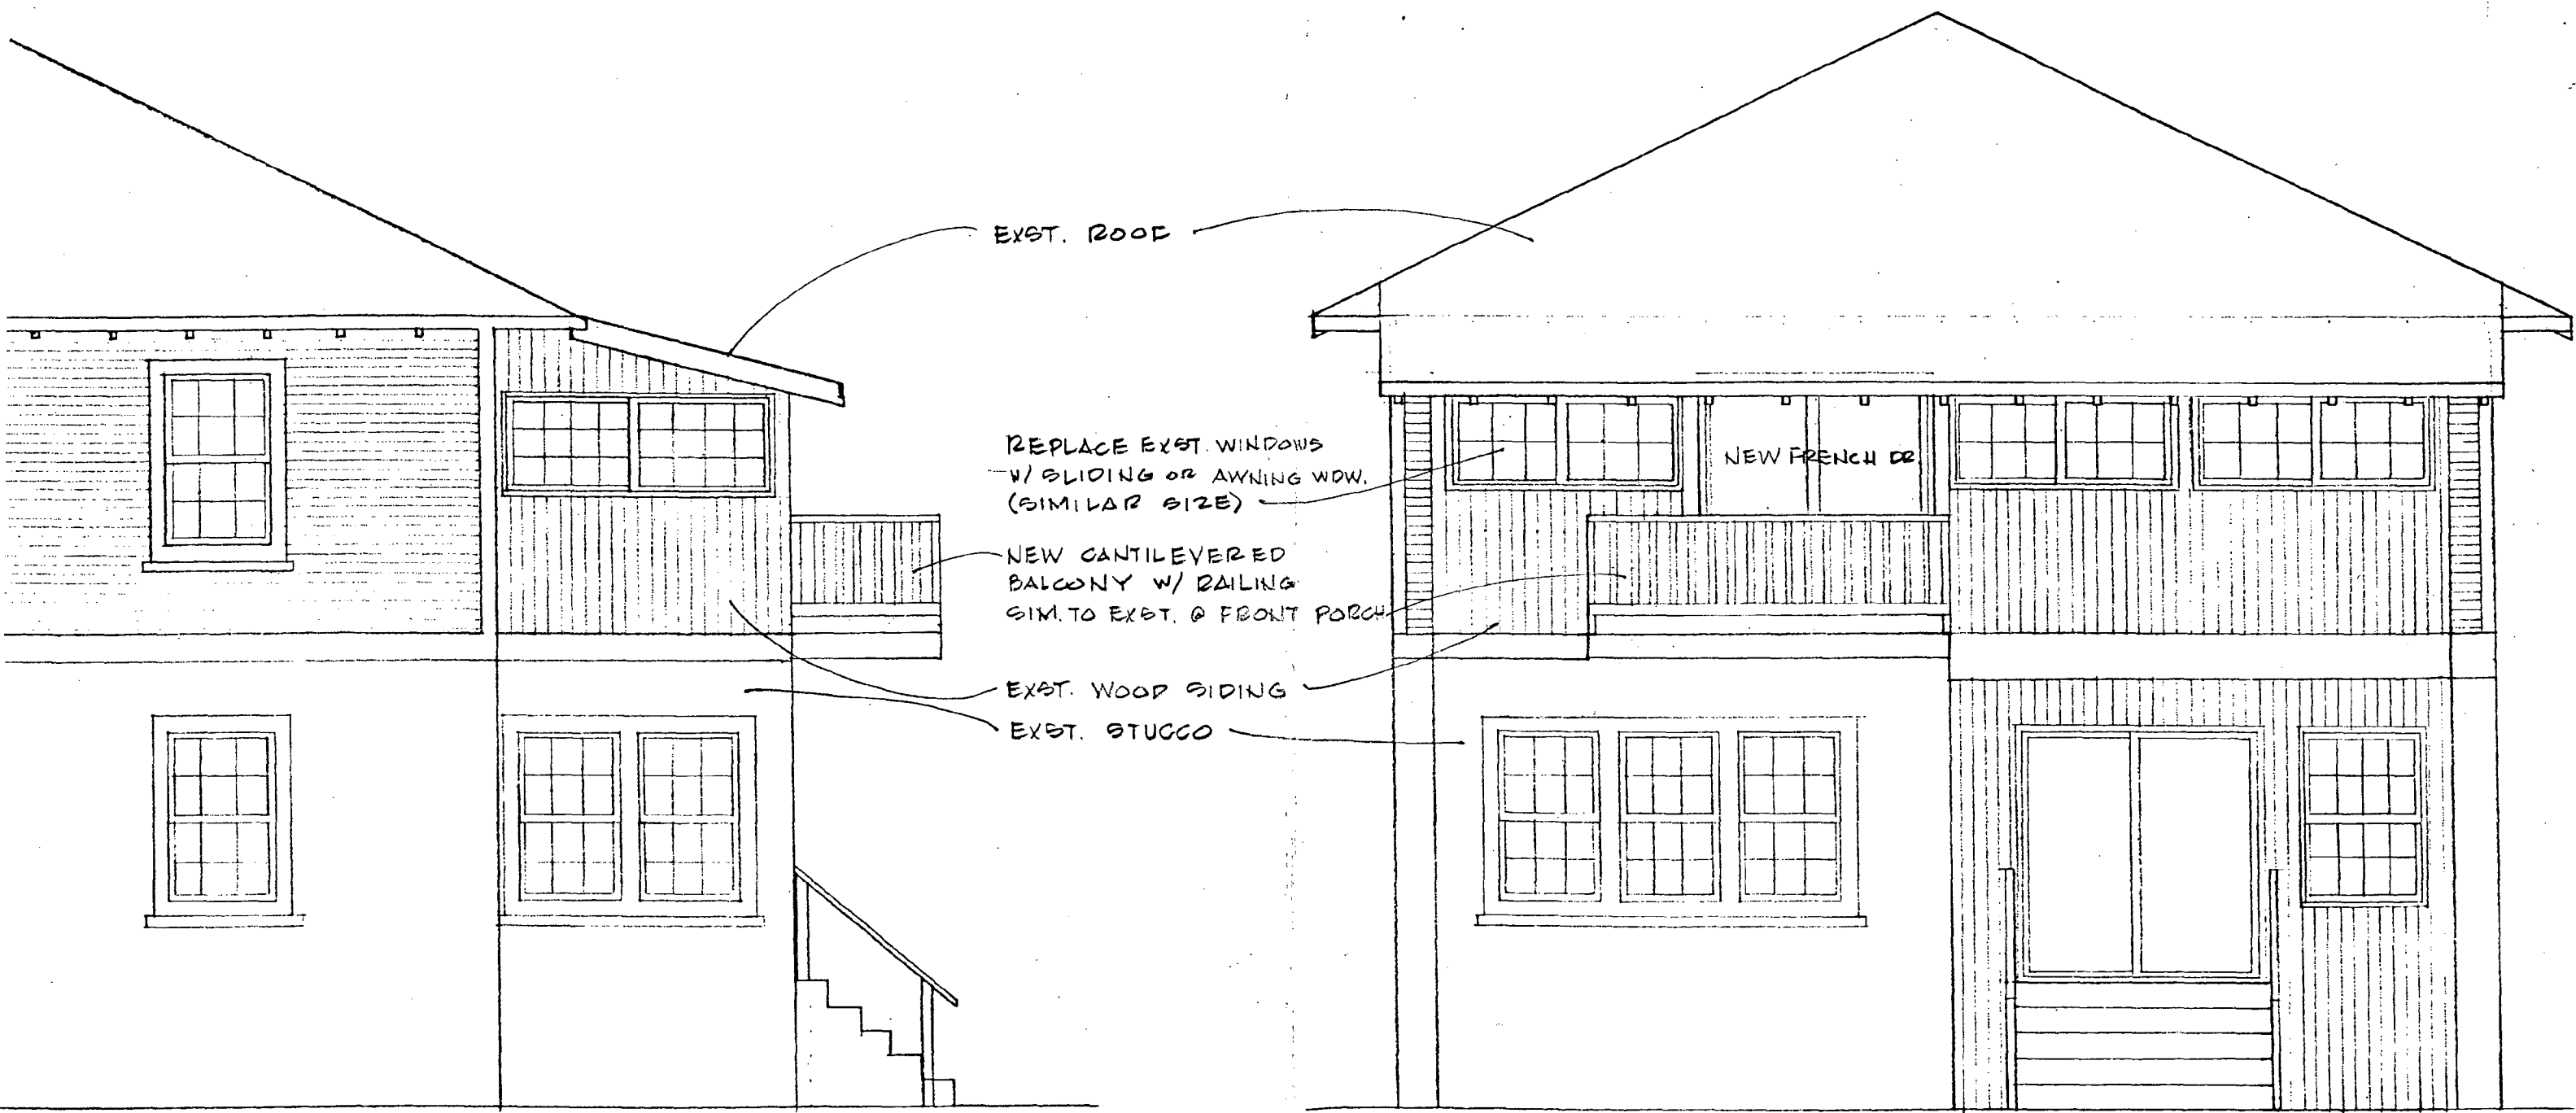 EXST. ROOF
REPLACE EXST. WINDOWS
W/ SLIDING OR AWNING WDW.
(SIMILAR SIZE)
NEW FRENCH DR
NEW CANTILEVERED
BALCONY W/ RAILING
SIM. TO EXST. @ FRONT PORCH
EXST. WOOD SIDING
EXST. STUCCO